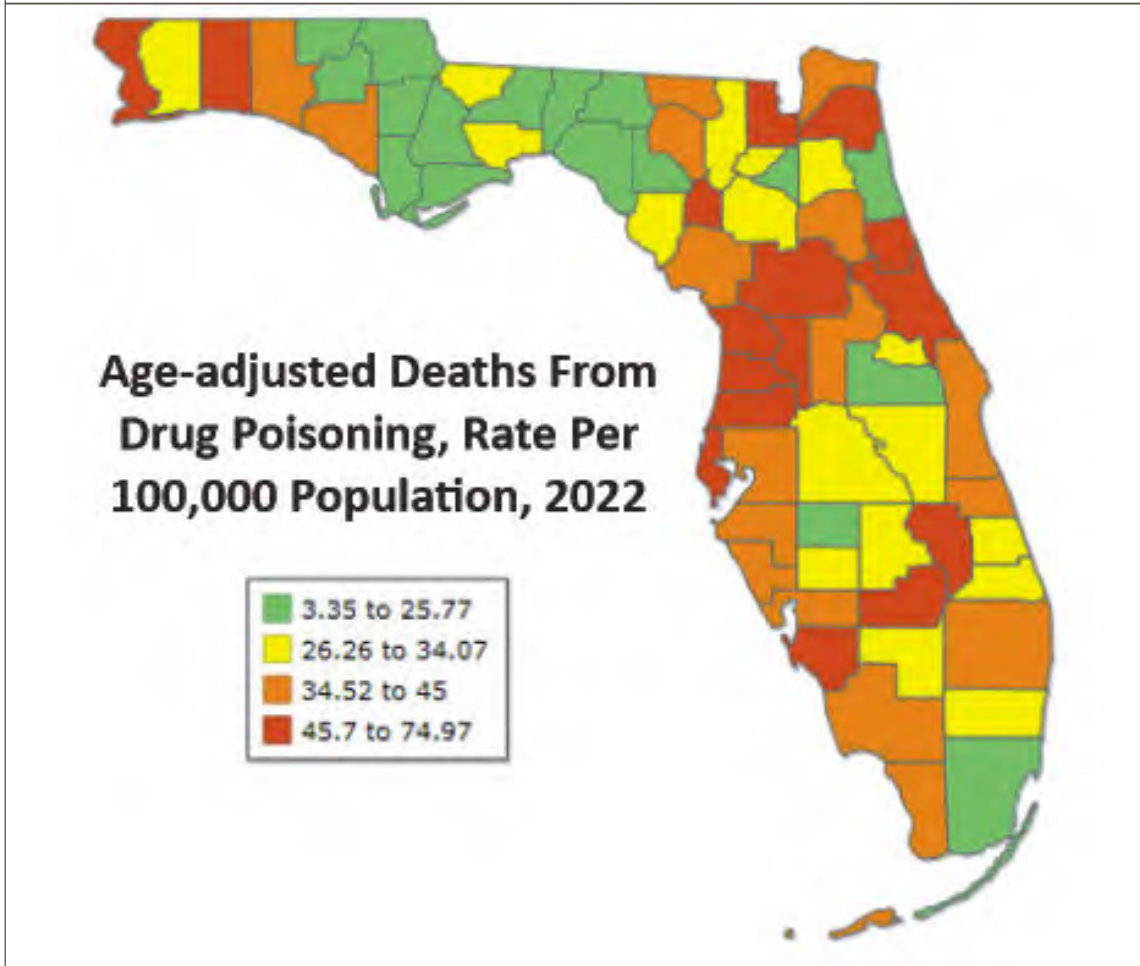 Age-adjusted Deaths From
Drug Poisoning, Rate Per
100,000 Population, 2022
3.35 to 25.77
26.26 to 34.07
34.52 to 45
45.7 to 74.97